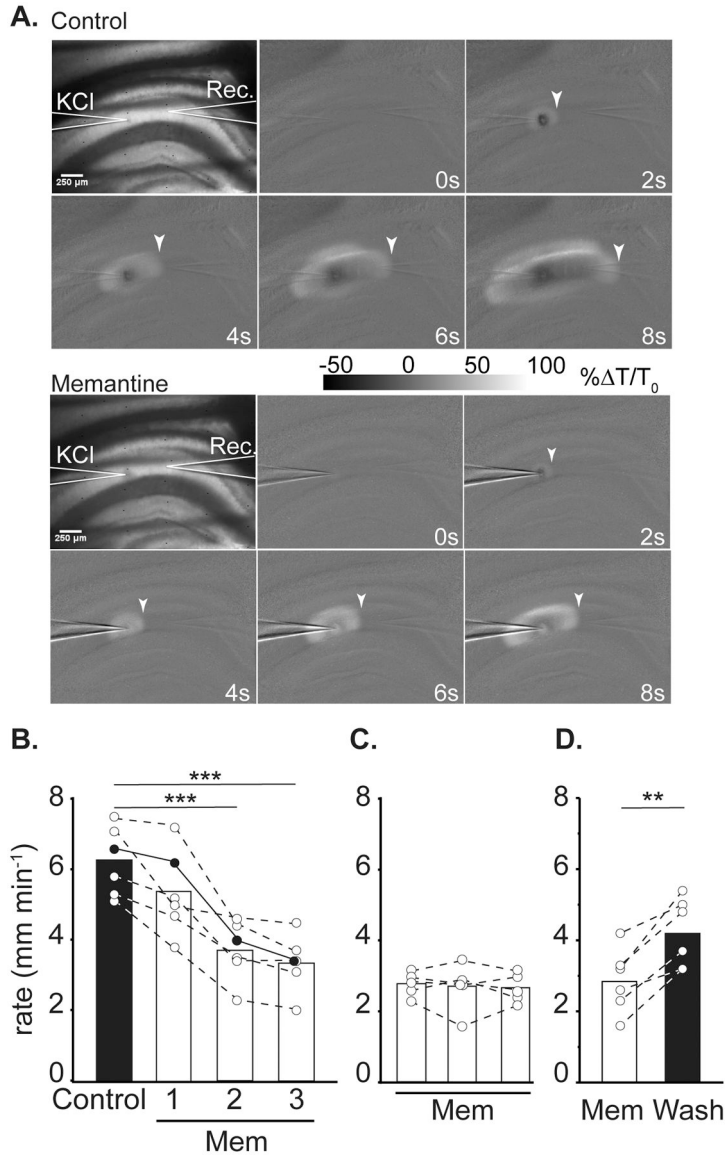 A.
Control
KCl Rec.
250 µm 0s 2s
4s 6s 8s
-50 0 50 100 %ΔT/T0
Memantine
KCl Rec.
250 µm 0s 2s
4s 6s 8s
B. C. D.
*** 
*** **
8 8 8
6 6 6
4 4 4
2 2 2
0 0 0
rate (mm min-1)
Control 1 2 3 Mem Mem Wash
Mem